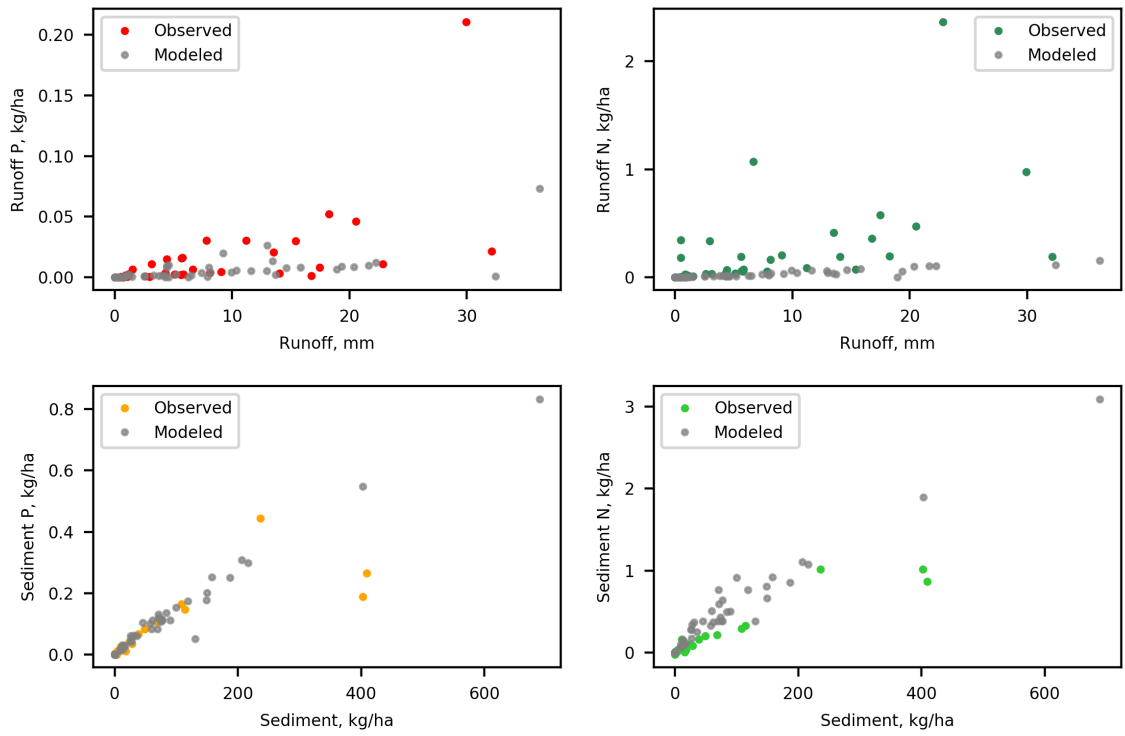 Observed
Modeled
0.20
0.15
0.10
0.05
0.00
Runoff P, kg/ha
0 10 20 30
Runoff, mm
Observed
Modeled
2
1
0
Runoff N, kg/ha
0 10 20 30
Runoff, mm
Observed
Modeled
0.8
0.6
0.4
0.2
0.0
Sediment P, kg/ha
0 200 400 600
Sediment, kg/ha
Observed
Modeled
3
2
1
0
Sediment N, kg/ha
0 200 400 600
Sediment, kg/ha